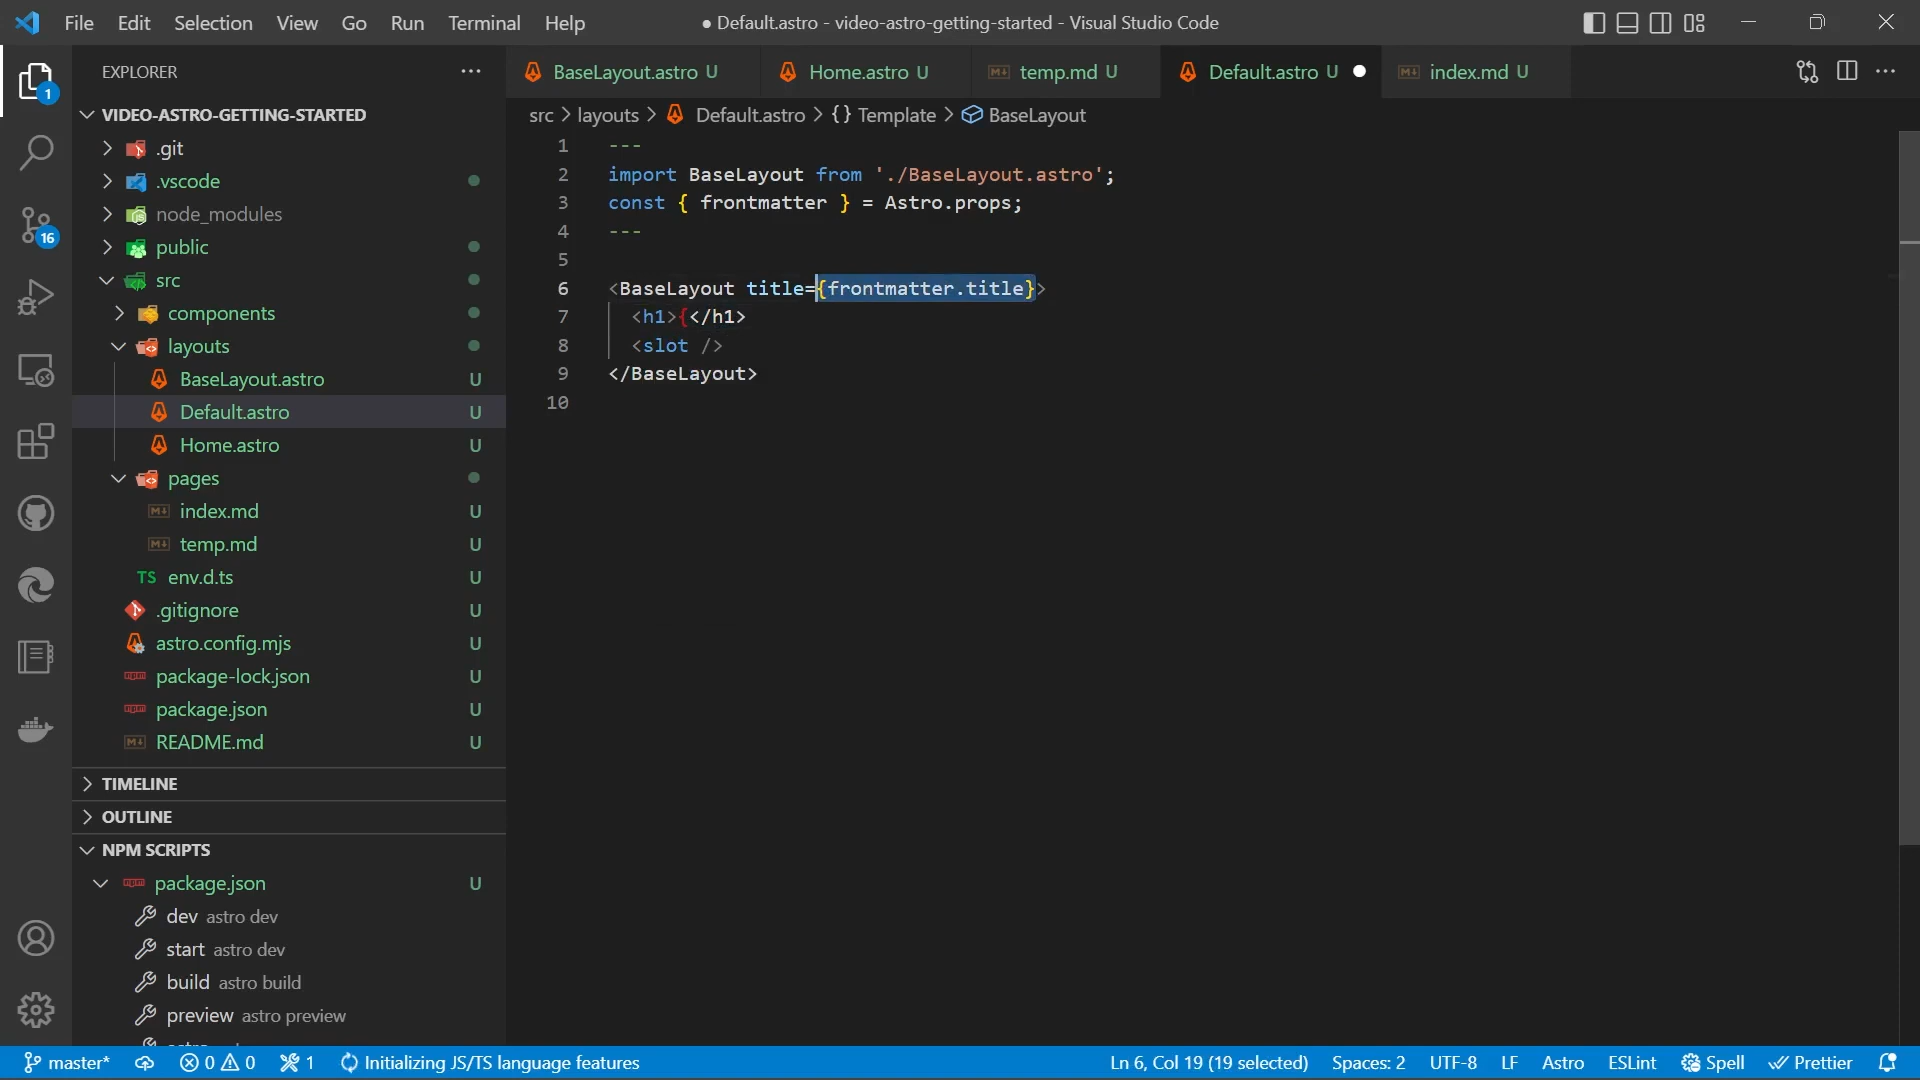 File Edit Selection View Go Run Terminal Help
● Default.astro - video-astro-getting-started - Visual Studio Code
EXPLORER
1
16
VIDEO-ASTRO-GETTING-STARTED
.git
.vscode
node_modules
public
src
components
layouts
BaseLayout.astro U
Default.astro U
Home.astro U
pages
index.md U
temp.md U
TS env.d.ts U
.gitignore U
astro.config.mjs U
package-lock.json U
package.json U
README.md U
TIMELINE
OUTLINE
NPM SCRIPTS
package.json U
dev astro dev
start astro dev
build astro build
preview astro preview
BaseLayout.astro U Home.astro U temp.md U Default.astro U ● index.md U
src > layouts > Default.astro > {} Template > BaseLayout
1 ---
2 import BaseLayout from './BaseLayout.astro';
3 const { frontmatter } = Astro.props;
4 ---
5
6 <BaseLayout title={frontmatter.title}>
7 <h1>{</h1>
8 <slot />
9 </BaseLayout>
10
master* 0 0 1 Initializing JS/TS language features Ln 6, Col 19 (19 selected) Spaces: 2 UTF-8 LF Astro ESLint Spell Prettier